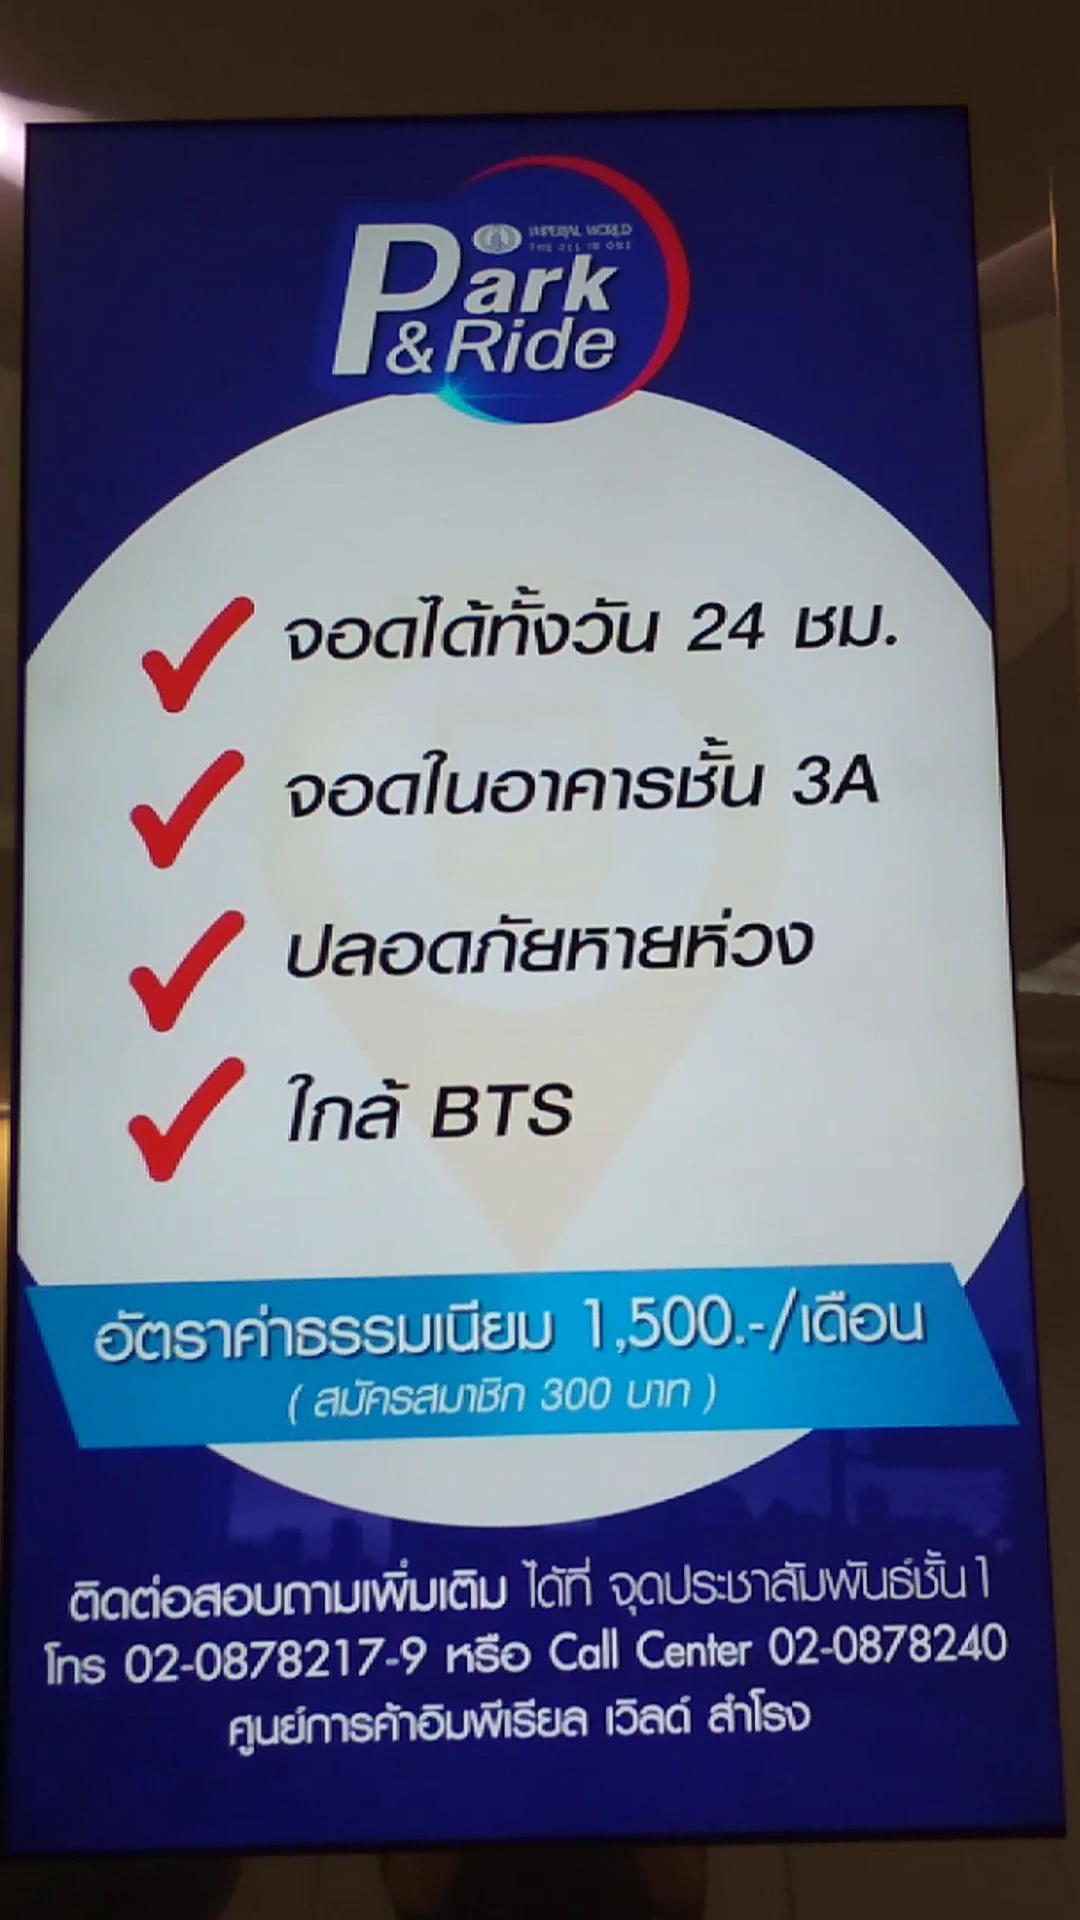 IMPERIAL WORLD
THE ALL IN ONE
Park
& Ride
จอดได้ทั้งวัน 24 ชม.
จอดในอาคารชั้น 3A
ปลอดภัยหายห่วง
ใกล้ BTS
อัตราค่าธรรมเนียม 1,500.-/เดือน
( สมัครสมาชิก 300 บาท )
ติดต่อสอบถามเพิ่มเติม ได้ที่ จุดประชาสัมพันธ์ชั้น 1
โทร 02-0878217-9 หรือ Call Center 02-0878240
ศูนย์การค้าอิมพีเรียล เวิลด์ สำโรง